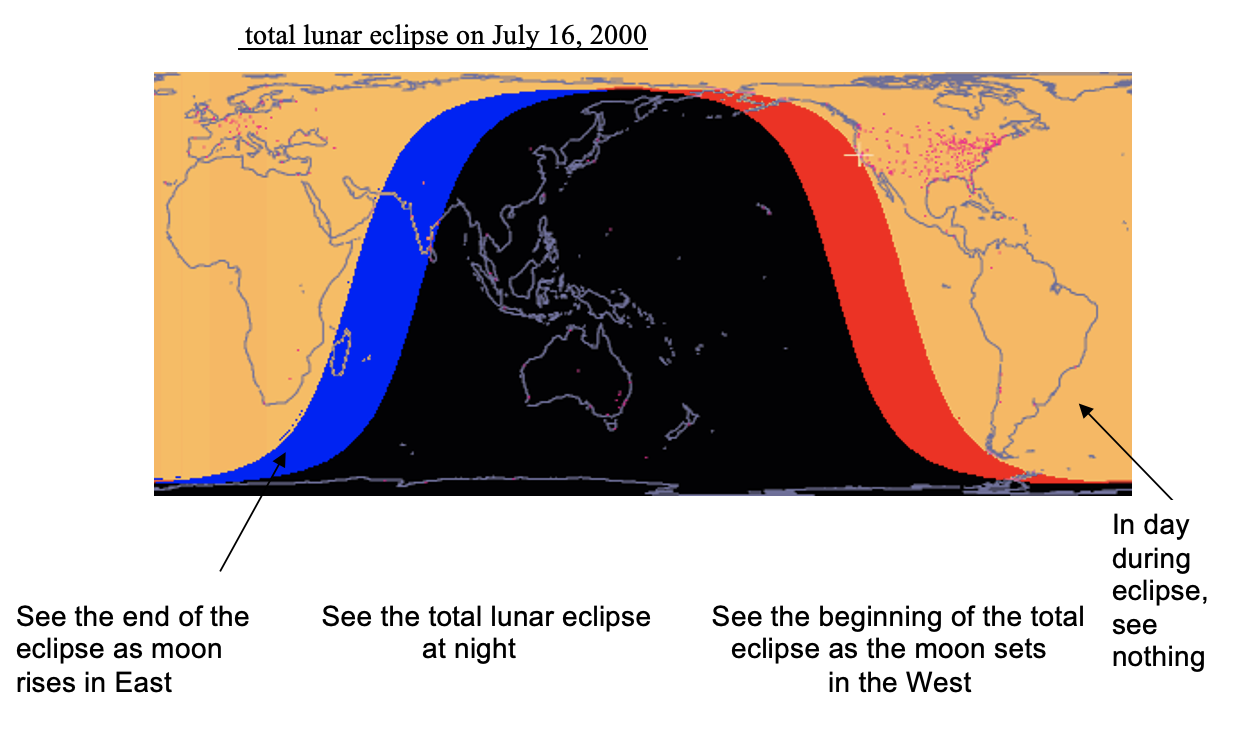 total lunar eclipse on July 16, 2000
See the end of the
eclipse as moon
rises in East
See the total lunar eclipse
at night
See the beginning of the total
eclipse as the moon sets
in the West
In day
during
eclipse,
see
nothing